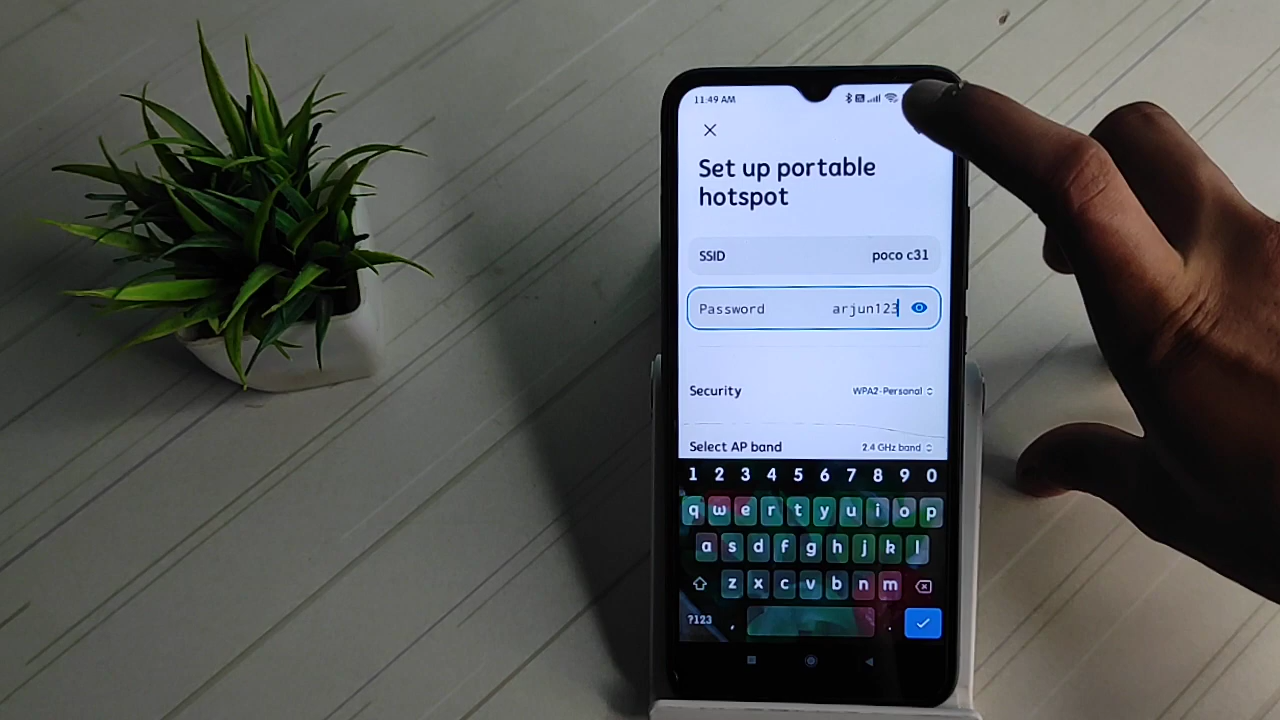 11:49 AM
Set up portable
hotspot
SSID poco c31
Password arjun123
Security WPA2-Personal
Select AP band 2.4 GHz band
1 2 3 4 5 6 7 8 9 0
q w e r t y u i o p
a s d f g h j k l
z x c v b n m
?123 , .